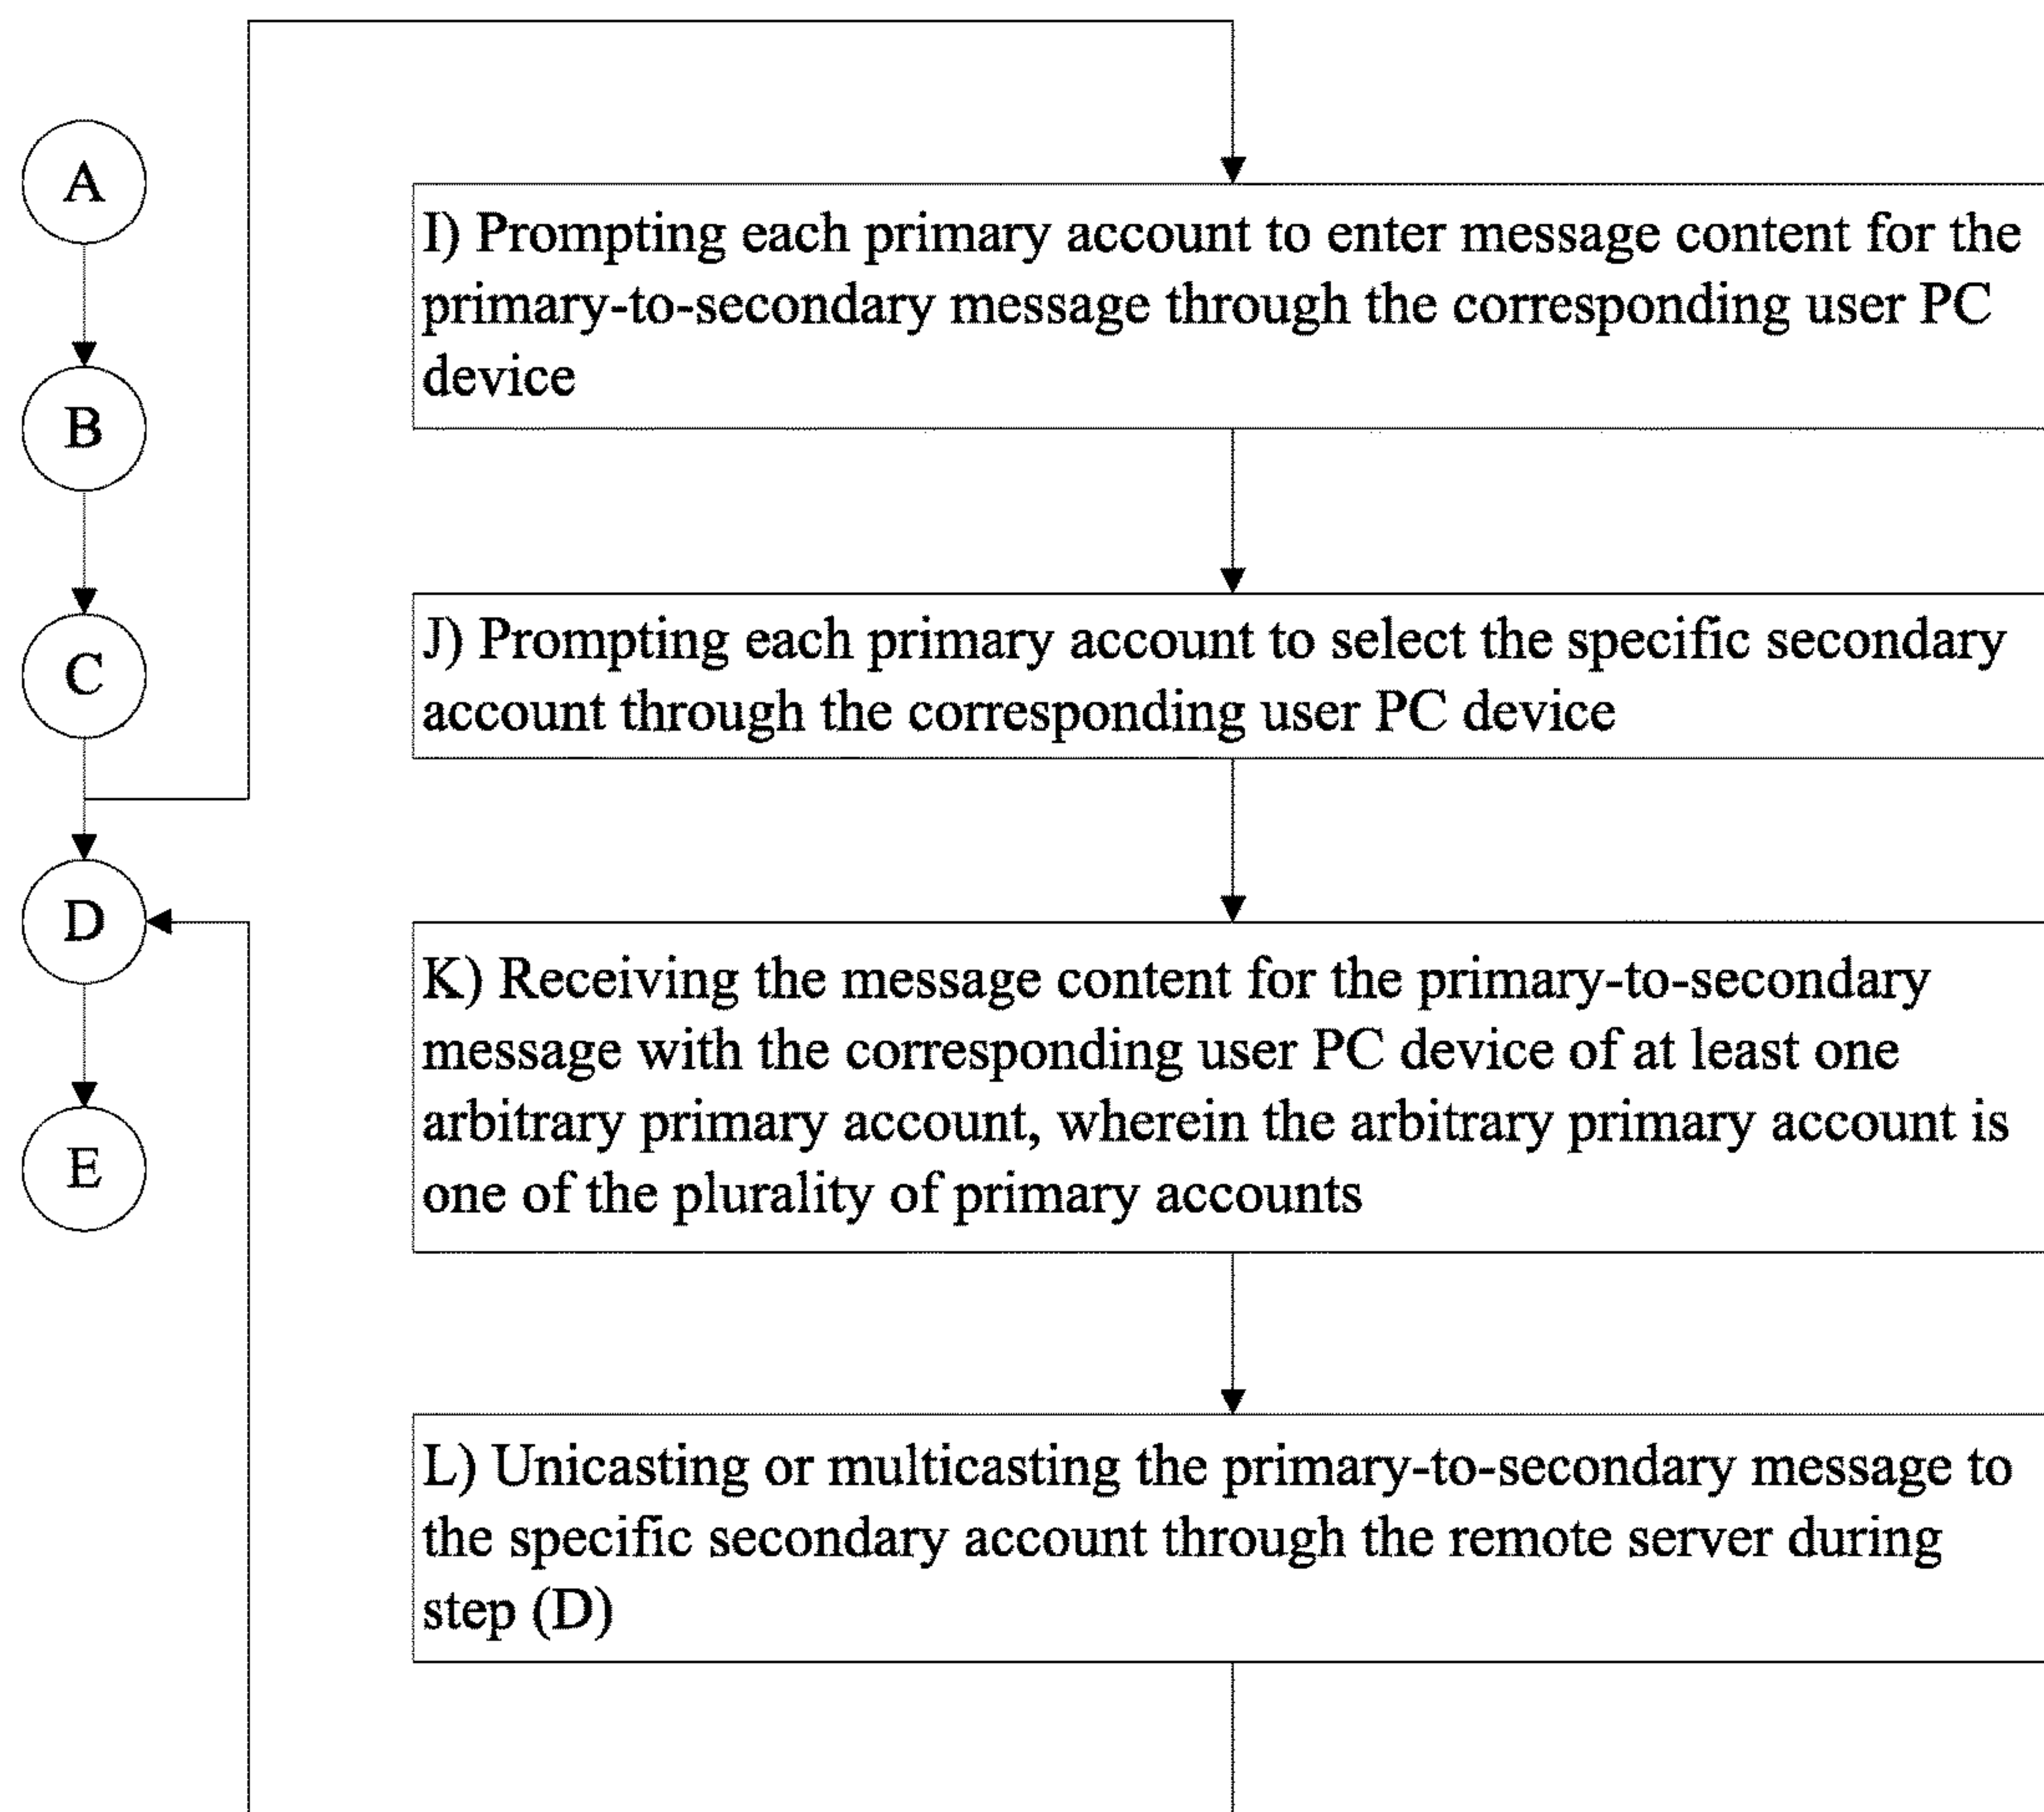 A
B
C
D
E
I) Prompting each primary account to enter message content for the
primary-to-secondary message through the corresponding user PC
device
J) Prompting each primary account to select the specific secondary
account through the corresponding user PC device
K) Receiving the message content for the primary-to-secondary
message with the corresponding user PC device of at least one
arbitrary primary account, wherein the arbitrary primary account is
one of the plurality of primary accounts
L) Unicasting or multicasting the primary-to-secondary message to
the specific secondary account through the remote server during
step (D)